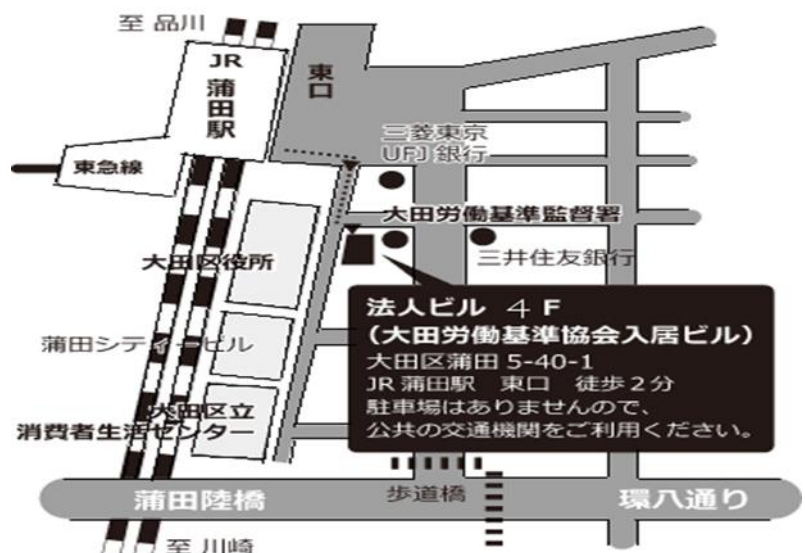 至 品川
JR
蒲田駅
東口
三菱東京
UFJ 銀行
東急線
大田労働基準監督署
大田区役所
三井住友銀行
法人ビル ４Ｆ
（大田労働基準協会入居ビル）
大田区蒲田 5-40-1
JR 蒲田駅　東口　徒歩２分
駐車場はありませんので、
公共の交通機関をご利用ください。
蒲田シティービル
大田区立
消費者生活センター
蒲田陸橋
歩道橋
環八通り
至 川崎